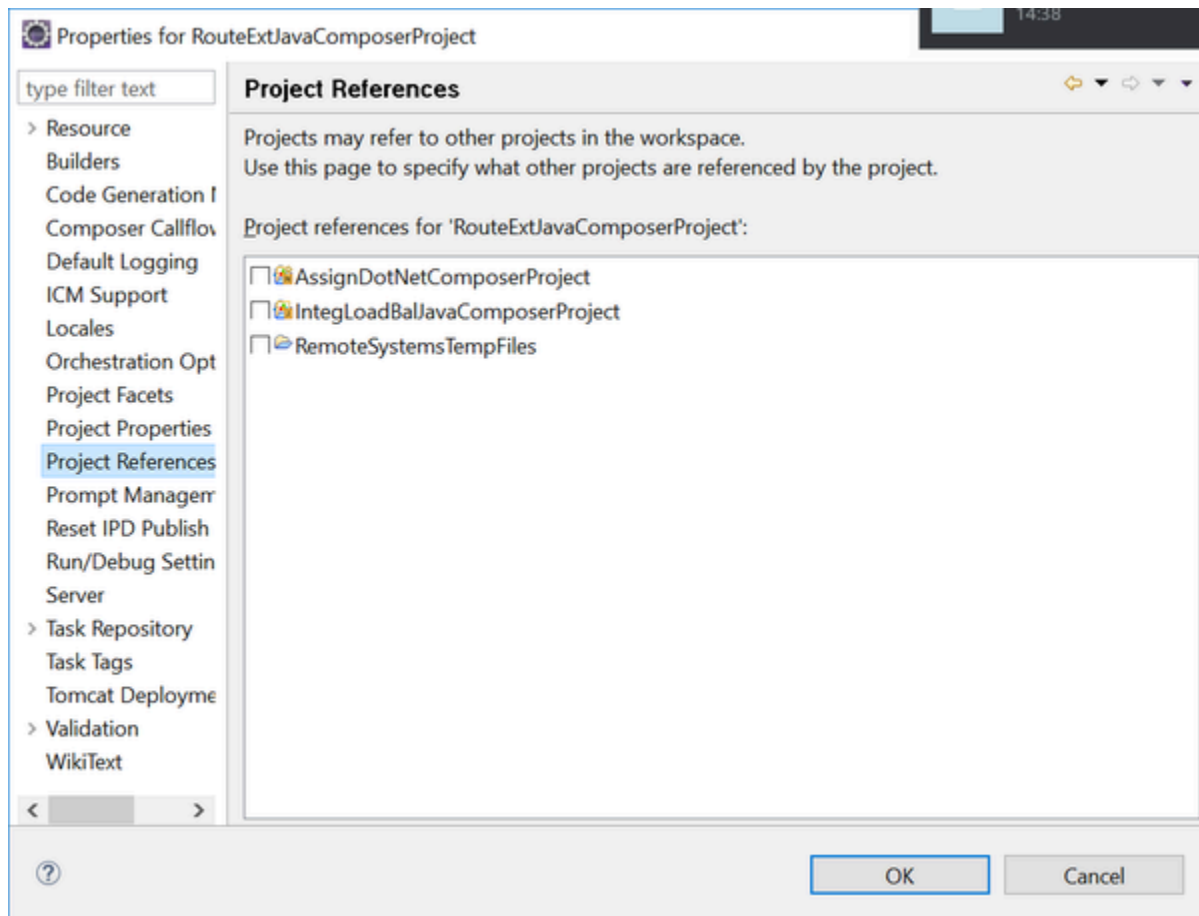 14:38
Properties for RouteExtJavaComposerProject
type filter text
Project References
Resource
Builders
Code Generation
Composer Callflov
Default Logging
ICM Support
Locales
Orchestration Opt
Project Facets
Project Properties
Project References
Prompt Managem
Reset IPD Publish
Run/Debug Settin
Server
Task Repository
Task Tags
Tomcat Deployme
Validation
WikiText
Projects may refer to other projects in the workspace.
Use this page to specify what other projects are referenced by the project.
Project references for 'RouteExtJavaComposerProject':
AssignDotNetComposerProject
IntegLoadBalJavaComposerProject
RemoteSystemsTempFiles
OK
Cancel